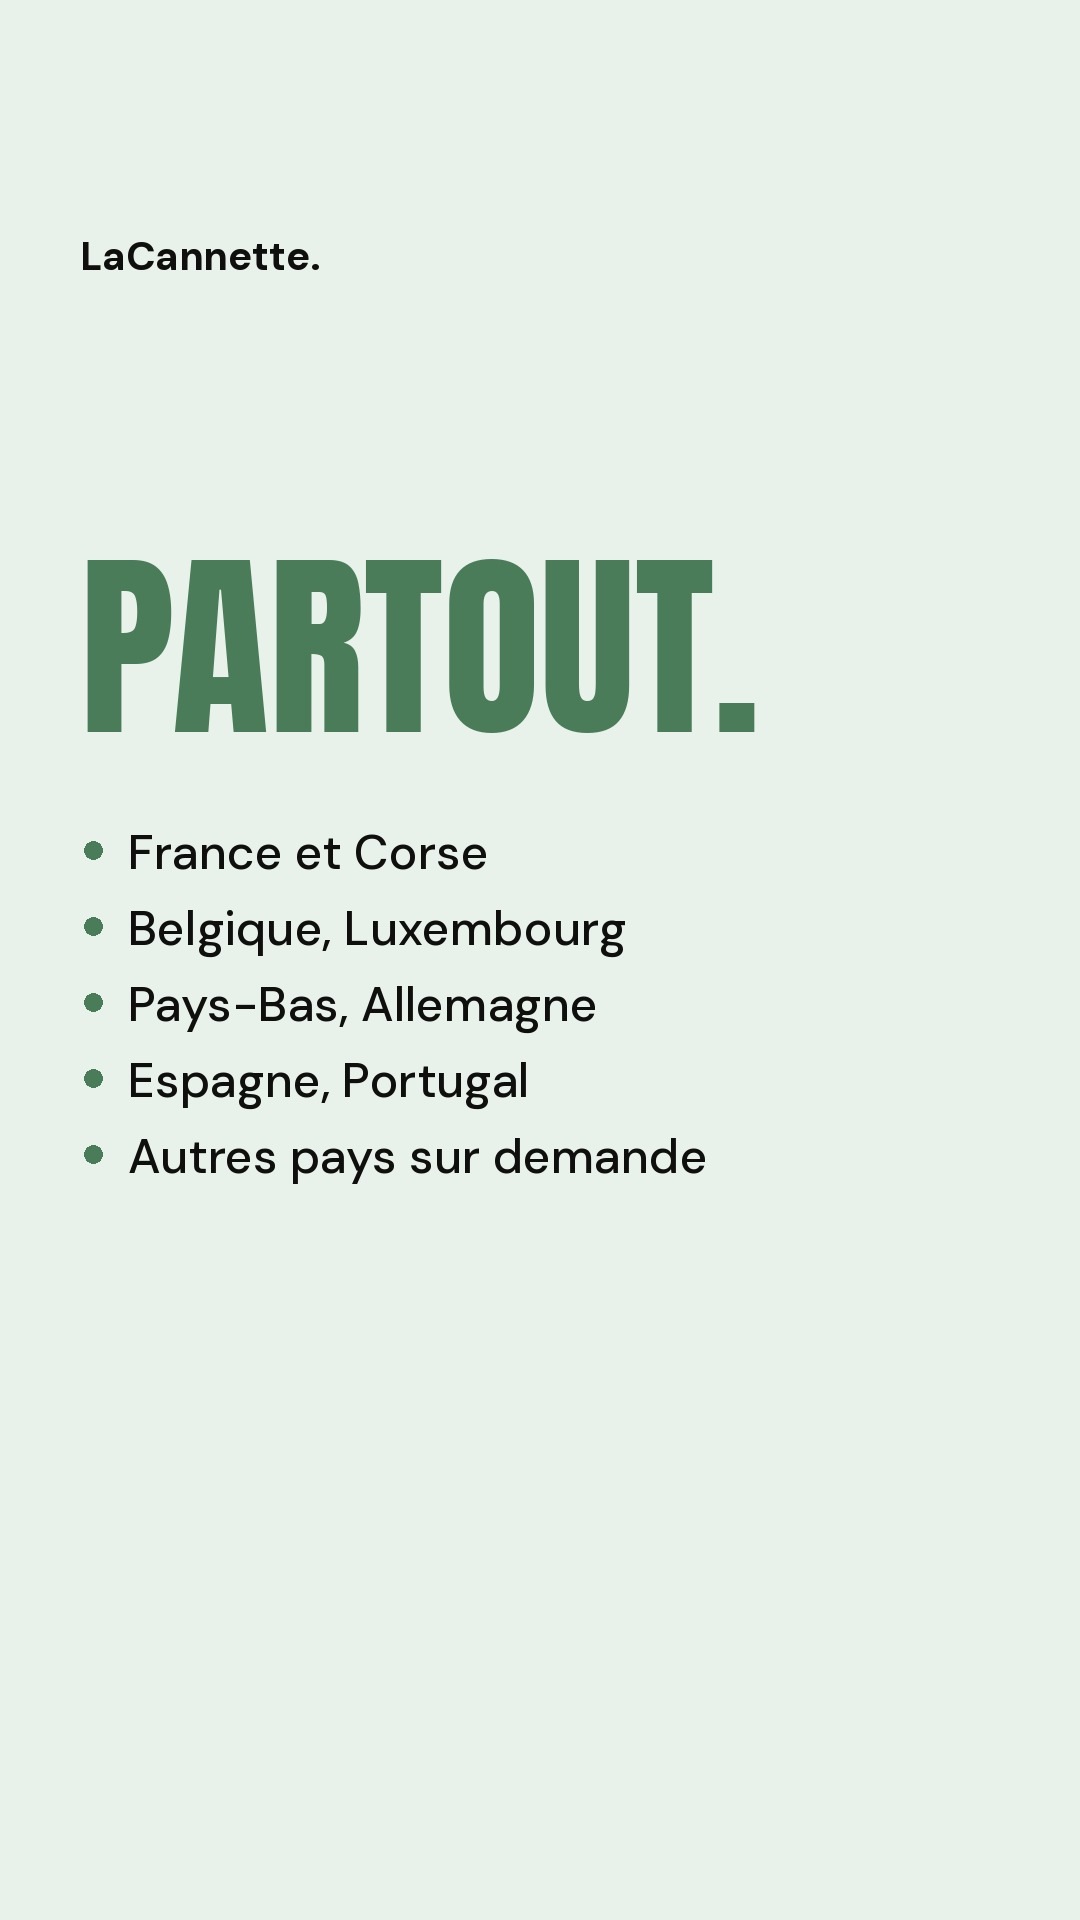 LaCannette.
PARTOUT.
• France et Corse
• Belgique, Luxembourg
• Pays-Bas, Allemagne
• Espagne, Portugal
• Autres pays sur demande